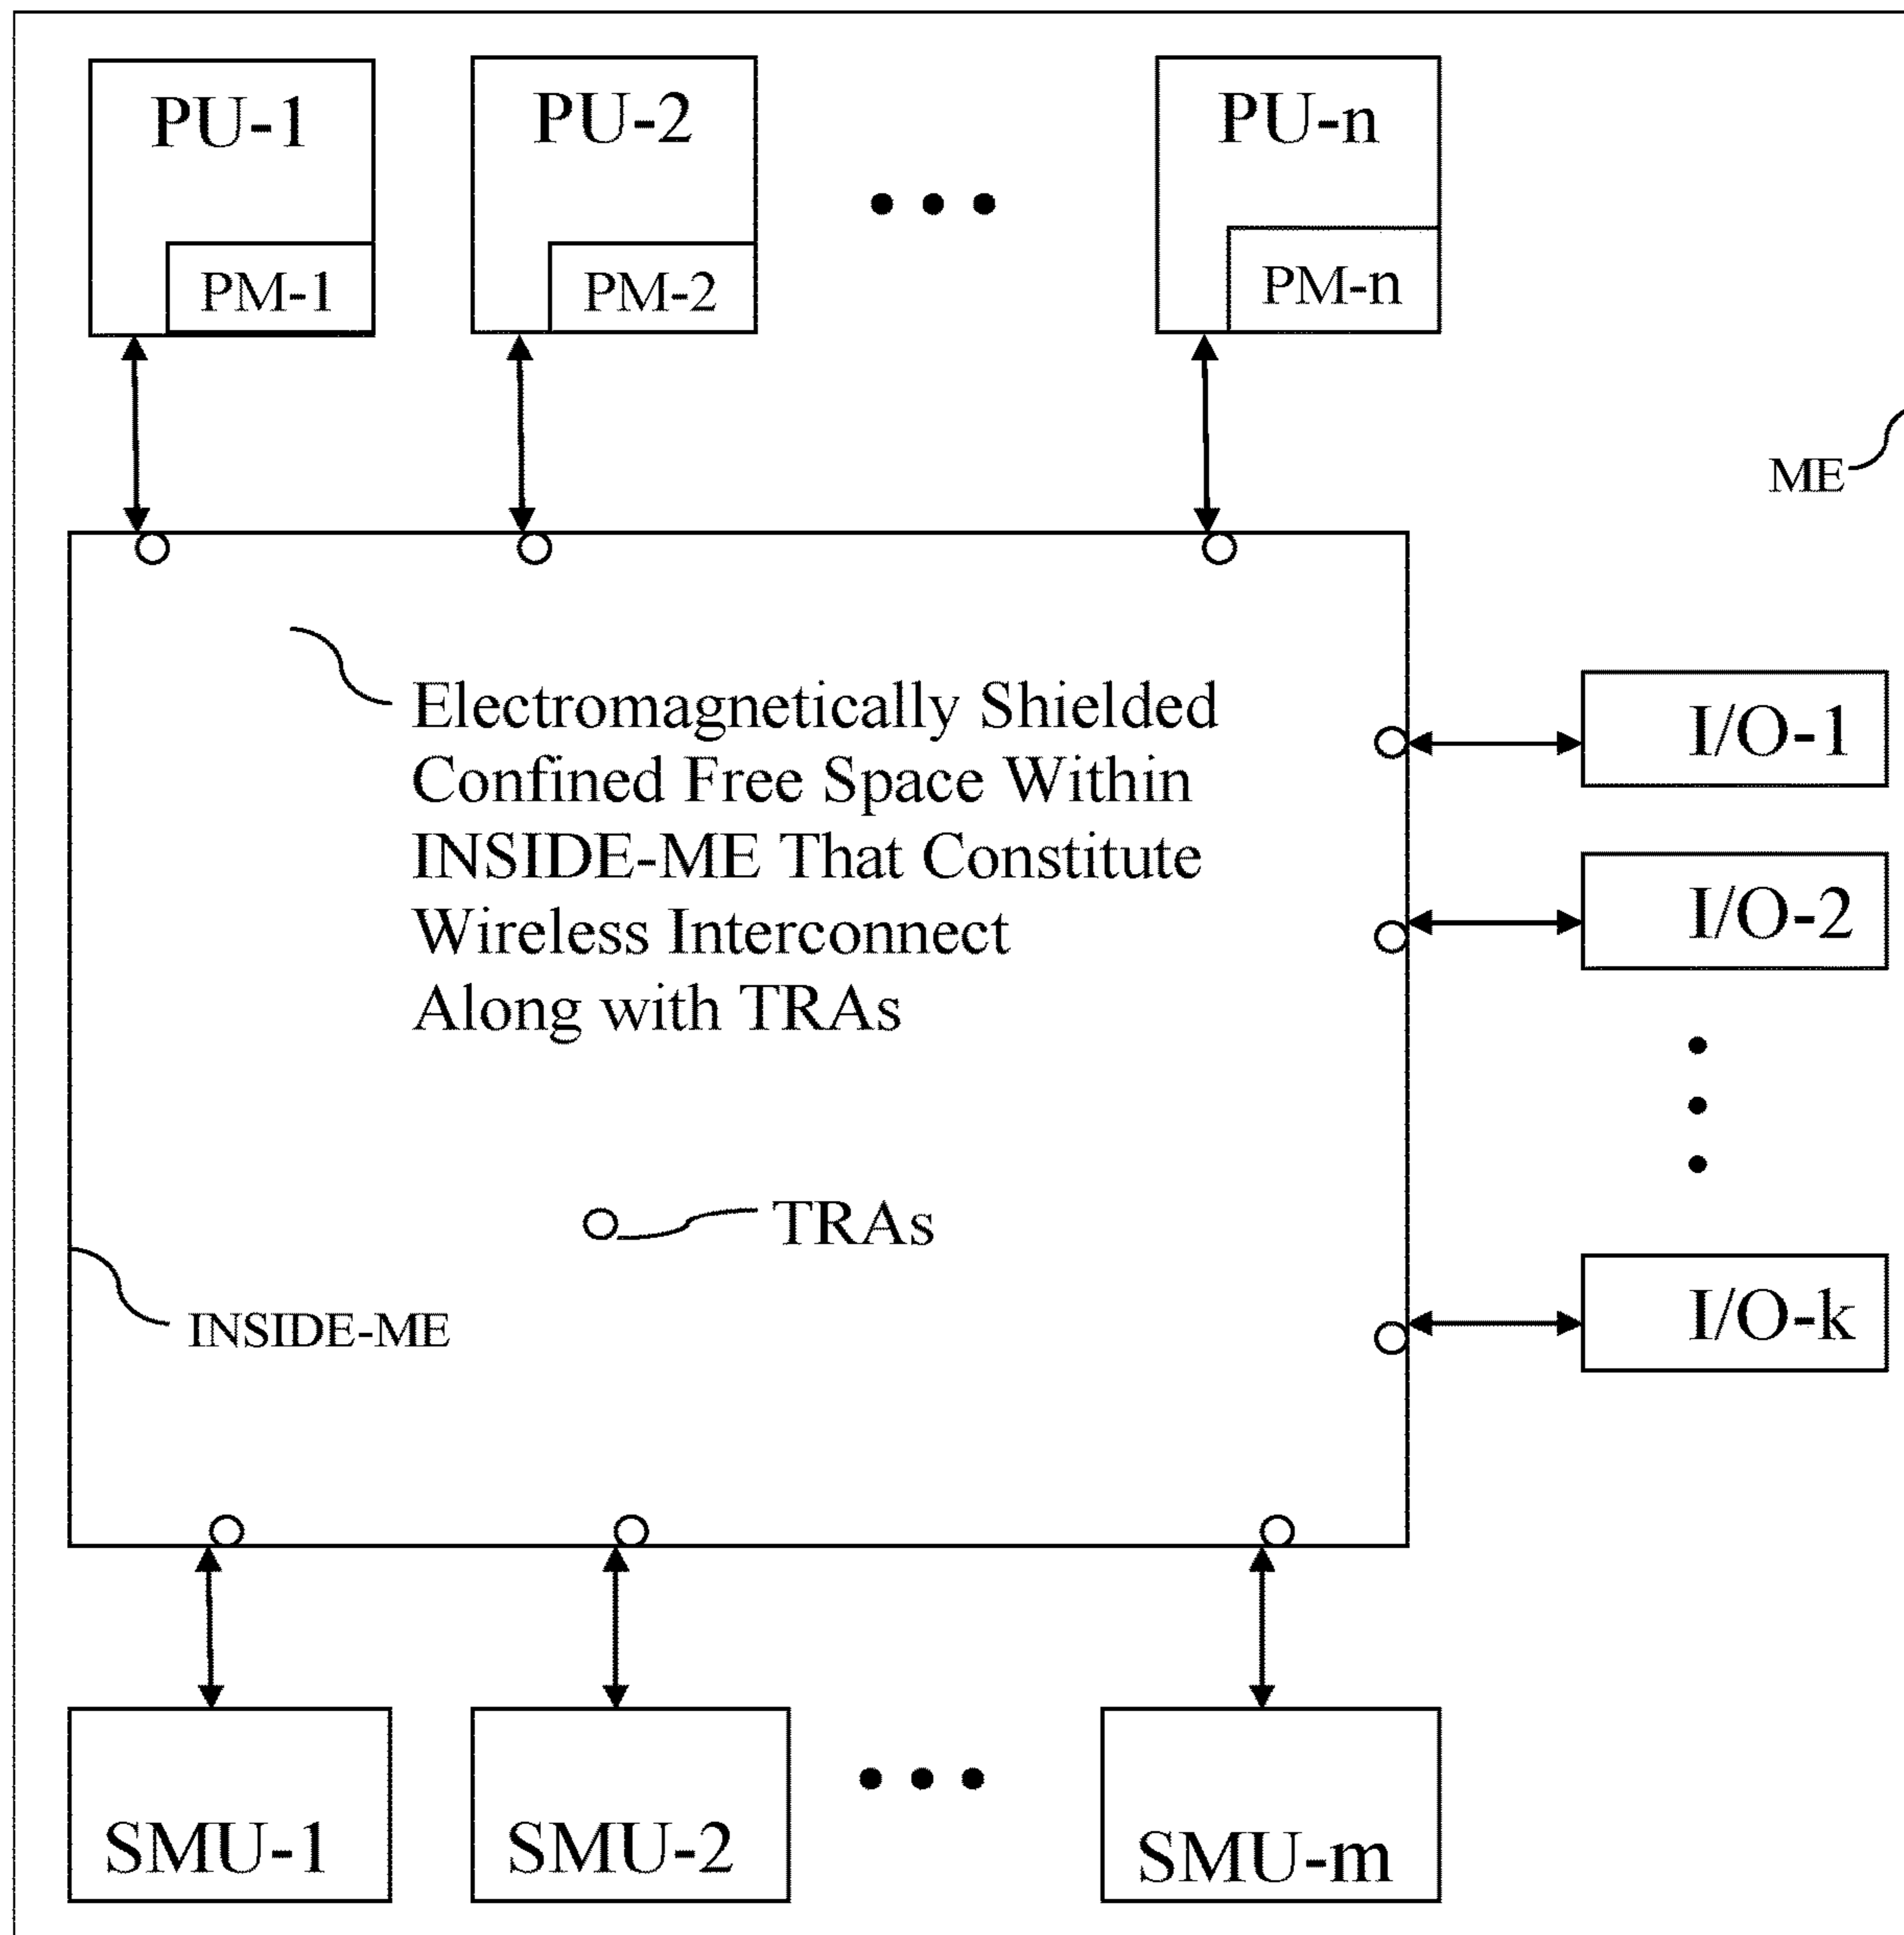 PU-1
PU-2
PU-n
PM-1
PM-2
PM-n
ME
Electromagnetically Shielded
Confined Free Space Within
INSIDE-ME That Constitute
Wireless Interconnect
Along with TRAs
I/O-1
I/O-2
TRAs
INSIDE-ME
I/O-k
SMU-1
SMU-2
SMU-m